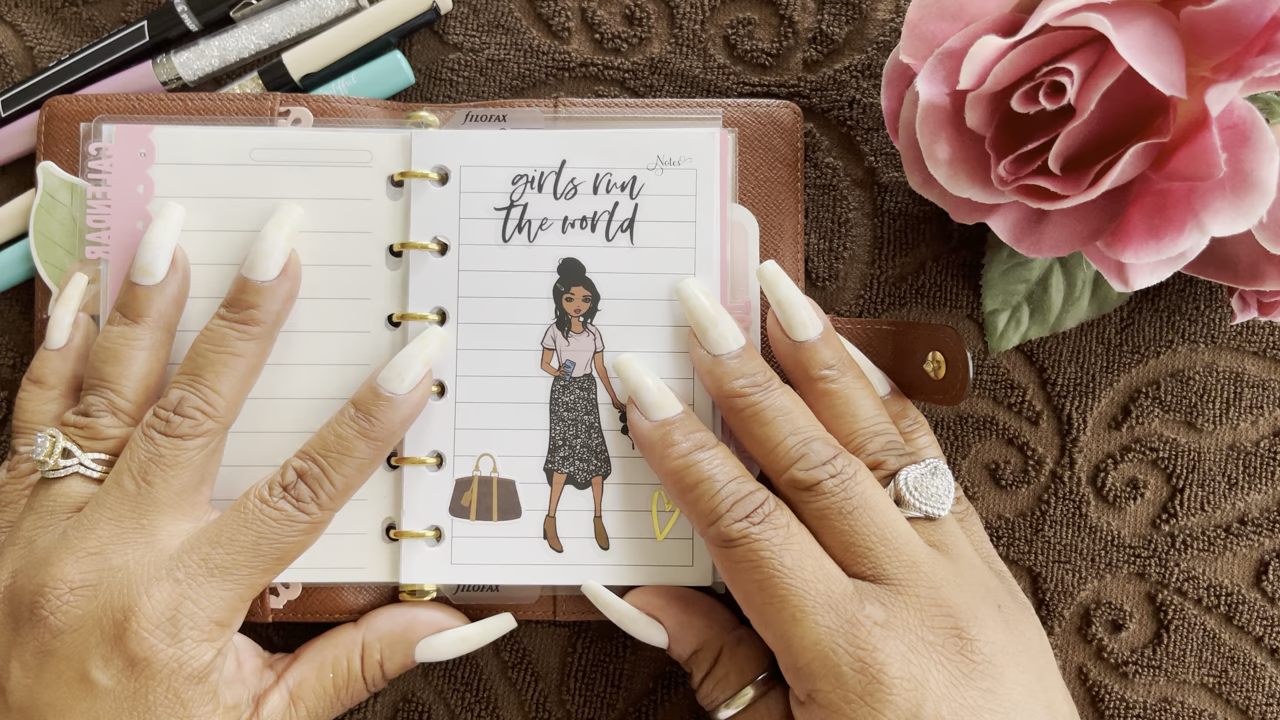 FILOFAX
CALENDAR
Notes
girls run
the world
FILOFAX